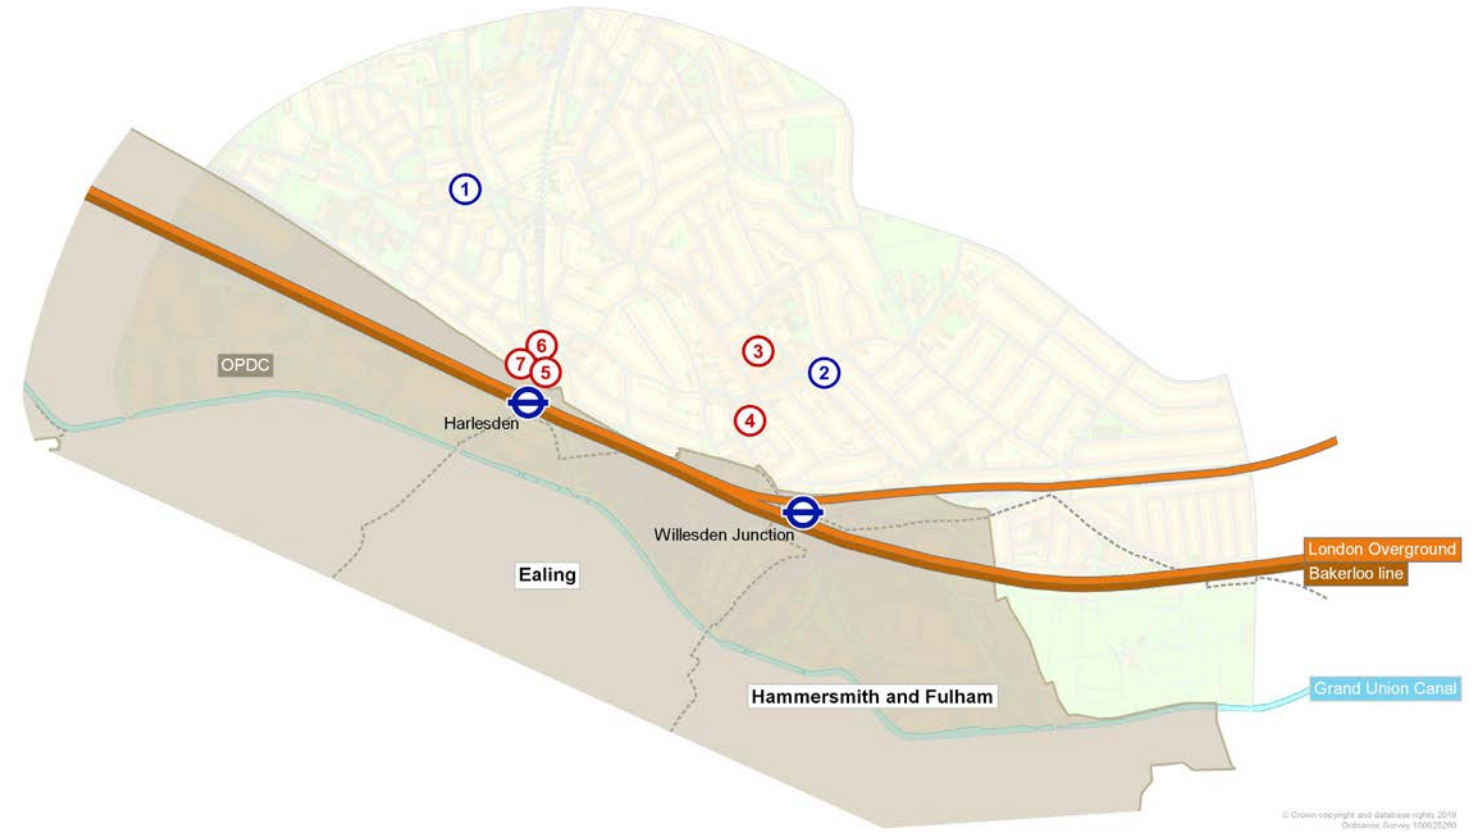 1
6
3
7
5
2
OPDC
4
Harlesden
Willesden Junction
London Overground
Bakerloo line
Ealing
Grand Union Canal
Hammersmith and Fulham
© Crown copyright and database rights 2019
Ordnance Survey 100025260